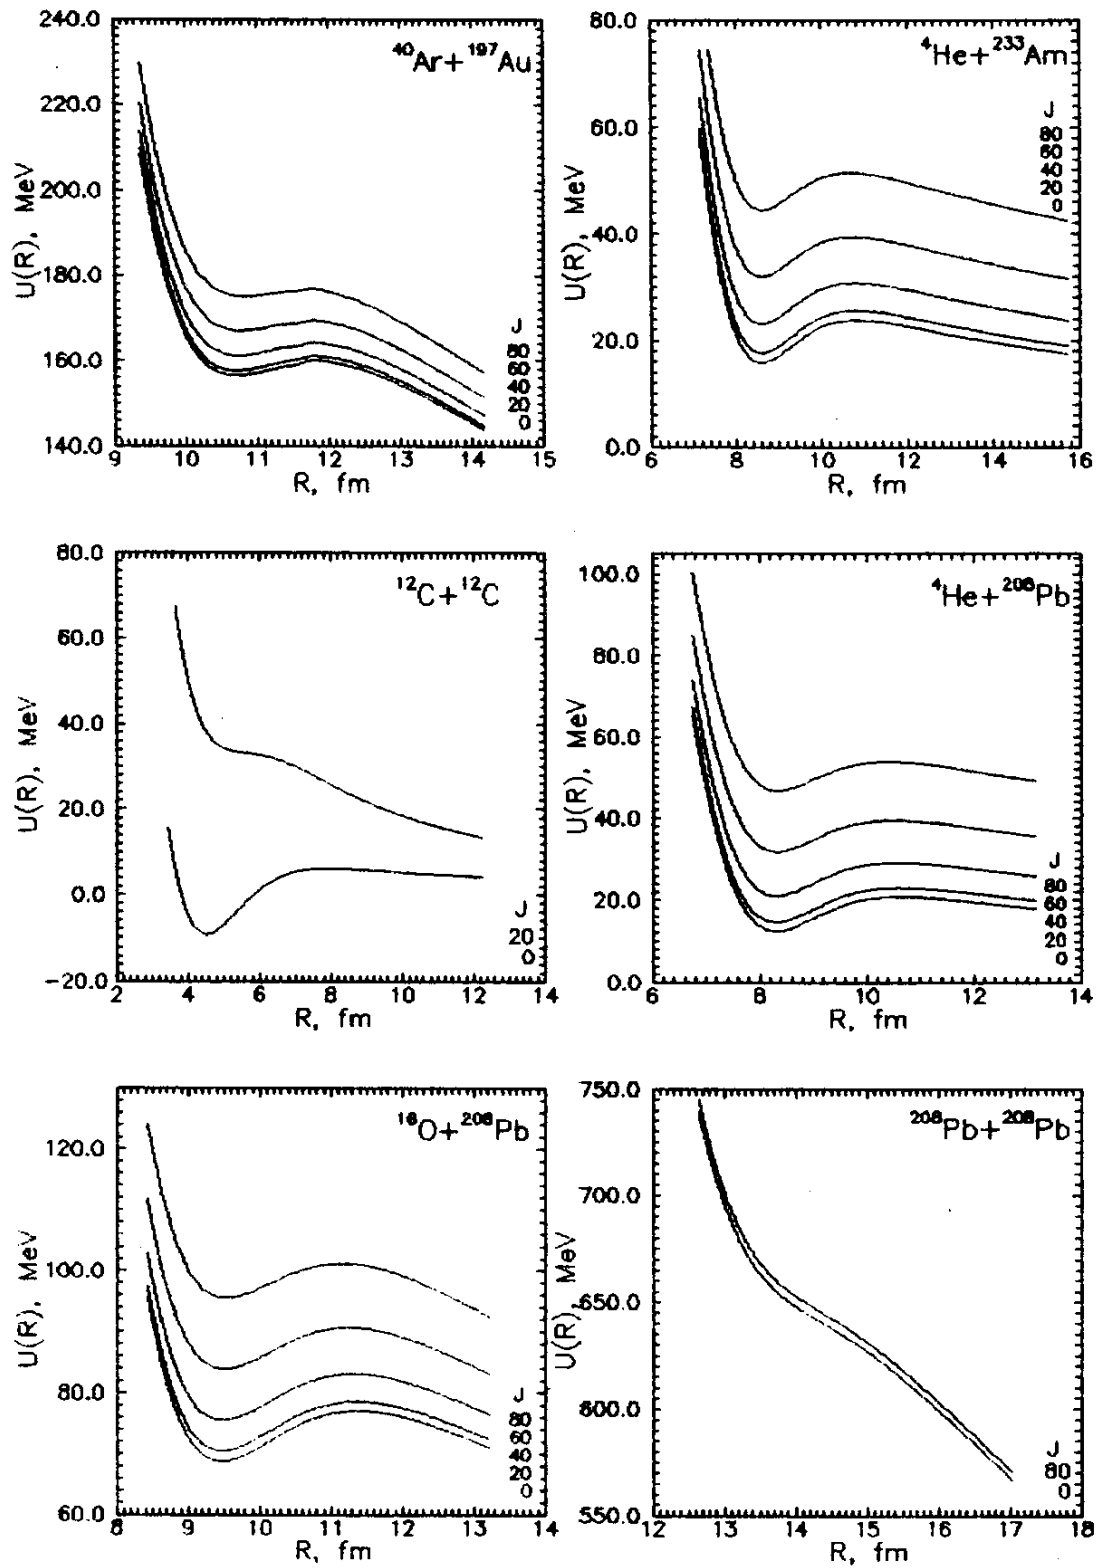 240.0
220.0
200.0
180.0
160.0
140.0
U(R), MeV
⁴⁰Ar+¹⁹⁷Au
J
80
60
40
20
0
9 10 11 12 13 14 15
R, fm
80.0
60.0
40.0
20.0
0.0
U(R), MeV
⁴He+²³³Am
J
80
60
40
20
0
6 8 10 12 14 16
R, fm
80.0
60.0
40.0
20.0
0.0
-20.0
U(R), MeV
¹²C+¹²C
J
20
0
2 4 6 8 10 12 14
R, fm
100.0
80.0
60.0
40.0
20.0
0.0
U(R), MeV
⁴He+²⁰⁸Pb
J
80
60
40
20
0
6 8 10 12 14
R, fm
120.0
100.0
80.0
60.0
U(R), MeV
¹⁶O+²⁰⁸Pb
J
80
60
40
20
0
8 9 10 11 12 13 14
R, fm
750.0
700.0
650.0
600.0
550.0
U(R), MeV
²⁰⁸Pb+²⁰⁸Pb
J
80
0
12 13 14 15 16 17 18
R, fm